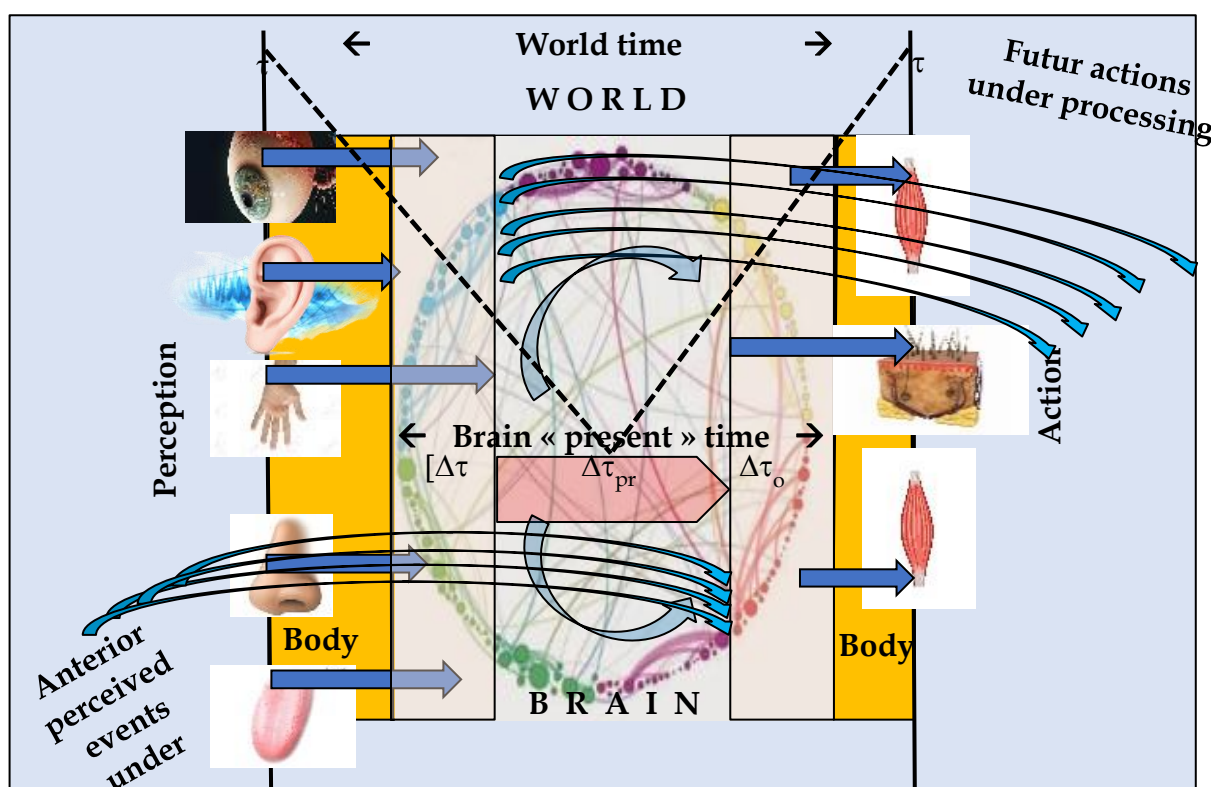 ← World time →
τ
τ
WORLD
Futur actions
under processing
Perception
Action
← Brain « present » time →
[Δτ
Δτpr
Δτo
Body
Body
BRAIN
Anterior
perceived
events
under